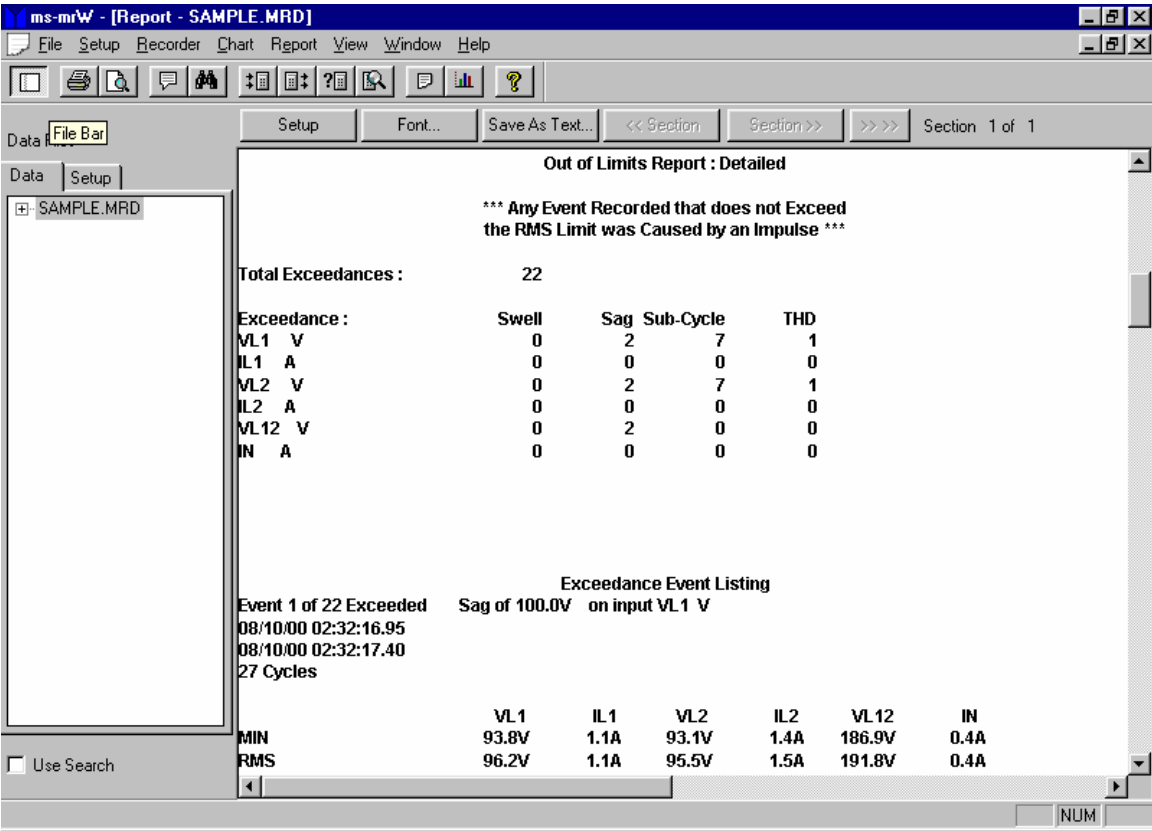 ms-mrW - [Report - SAMPLE.MRD]
File Setup Recorder Chart Report View Window Help
Setup Font... Save As Text... << Section Section >> >> >> Section 1 of 1
File Bar
Data
Data Setup
SAMPLE.MRD
Use Search
Out of Limits Report : Detailed
*** Any Event Recorded that does not Exceed
the RMS Limit was Caused by an Impulse ***
Total Exceedances : 22
Exceedance : Swell Sag Sub-Cycle THD
VL1 V 0 2 7 1
IL1 A 0 0 0 0
VL2 V 0 2 7 1
IL2 A 0 0 0 0
VL12 V 0 2 0 0
IN A 0 0 0 0
Exceedance Event Listing
Event 1 of 22 Exceeded Sag of 100.0V on input VL1 V
08/10/00 02:32:16.95
08/10/00 02:32:17.40
27 Cycles
VL1 IL1 VL2 IL2 VL12 IN
MIN 93.8V 1.1A 93.1V 1.4A 186.9V 0.4A
RMS 96.2V 1.1A 95.5V 1.5A 191.8V 0.4A
NUM